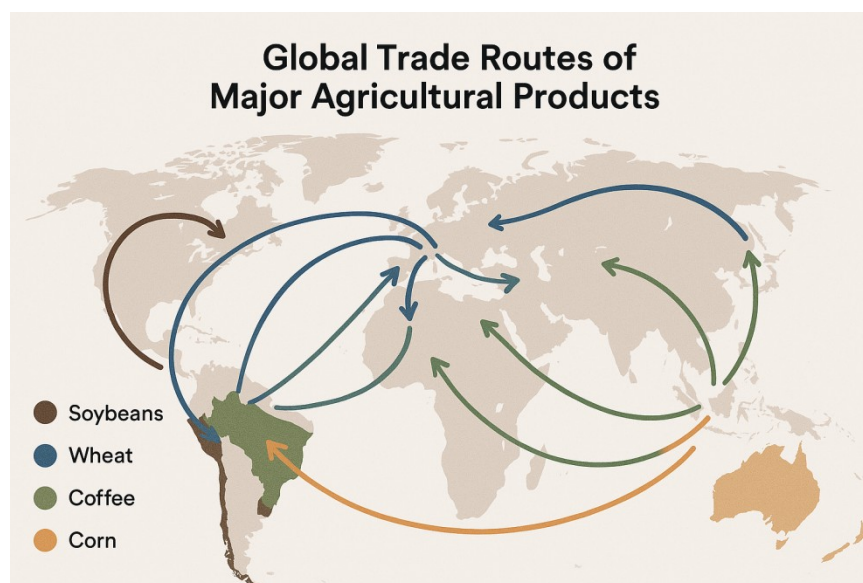 Global Trade Routes of
Major Agricultural Products
Soybeans
Wheat
Coffee
Corn